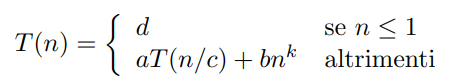 T(n) = { d se n ≤ 1
aT(n/c) + bn^k altrimenti